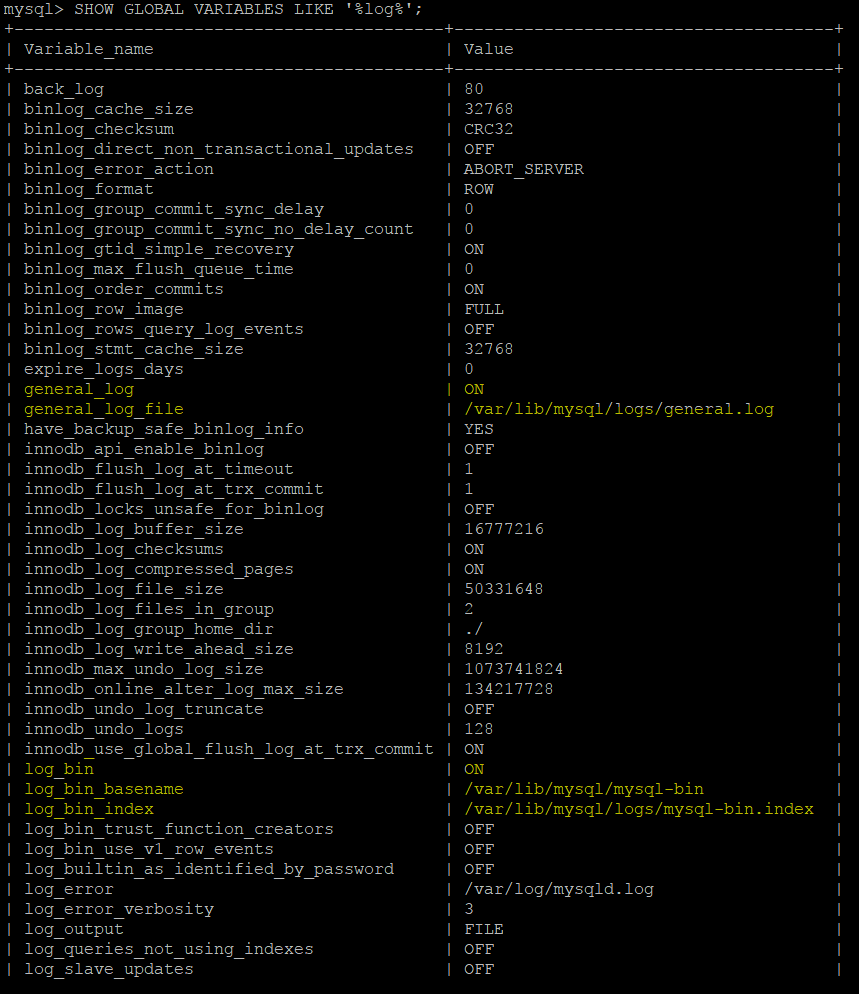 mysql> SHOW GLOBAL VARIABLES LIKE '%log%';
+-------------------------------------------+--------------------------------------+
| Variable_name                             | Value                                |
+-------------------------------------------+--------------------------------------+
| back_log                                  | 80                                   |
| binlog_cache_size                         | 32768                                |
| binlog_checksum                           | CRC32                                |
| binlog_direct_non_transactional_updates   | OFF                                  |
| binlog_error_action                       | ABORT_SERVER                         |
| binlog_format                             | ROW                                  |
| binlog_group_commit_sync_delay            | 0                                    |
| binlog_group_commit_sync_no_delay_count   | 0                                    |
| binlog_gtid_simple_recovery               | ON                                   |
| binlog_max_flush_queue_time               | 0                                    |
| binlog_order_commits                      | ON                                   |
| binlog_row_image                          | FULL                                 |
| binlog_rows_query_log_events              | OFF                                  |
| binlog_stmt_cache_size                    | 32768                                |
| expire_logs_days                          | 0                                    |
| general_log                               | ON                                   |
| general_log_file                          | /var/lib/mysql/logs/general.log      |
| have_backup_safe_binlog_info              | YES                                  |
| innodb_api_enable_binlog                  | OFF                                  |
| innodb_flush_log_at_timeout               | 1                                    |
| innodb_flush_log_at_trx_commit            | 1                                    |
| innodb_locks_unsafe_for_binlog            | OFF                                  |
| innodb_log_buffer_size                    | 16777216                             |
| innodb_log_checksums                      | ON                                   |
| innodb_log_compressed_pages               | ON                                   |
| innodb_log_file_size                      | 50331648                             |
| innodb_log_files_in_group                 | 2                                    |
| innodb_log_group_home_dir                 | ./                                   |
| innodb_log_write_ahead_size               | 8192                                 |
| innodb_max_undo_log_size                  | 1073741824                           |
| innodb_online_alter_log_max_size          | 134217728                            |
| innodb_undo_log_truncate                  | OFF                                  |
| innodb_undo_logs                          | 128                                  |
| innodb_use_global_flush_log_at_trx_commit | ON                                   |
| log_bin                                   | ON                                   |
| log_bin_basename                          | /var/lib/mysql/mysql-bin             |
| log_bin_index                             | /var/lib/mysql/logs/mysql-bin.index  |
| log_bin_trust_function_creators           | OFF                                  |
| log_bin_use_v1_row_events                 | OFF                                  |
| log_builtin_as_identified_by_password     | OFF                                  |
| log_error                                 | /var/log/mysqld.log                  |
| log_error_verbosity                       | 3                                    |
| log_output                                | FILE                                 |
| log_queries_not_using_indexes             | OFF                                  |
| log_slave_updates                         | OFF                                  |